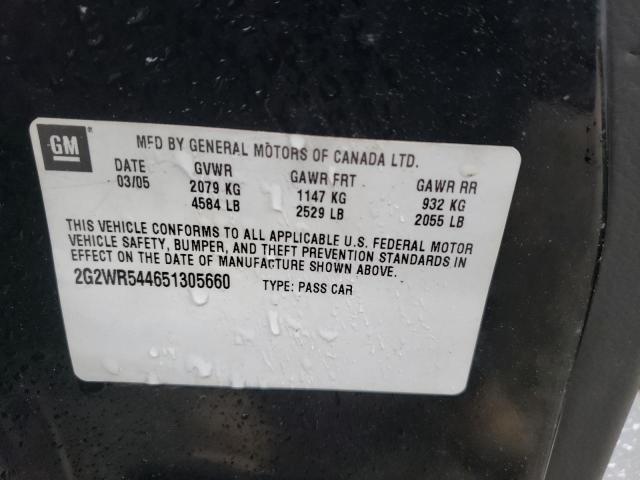 GM ®
MFD BY GENERAL MOTORS OF CANADA LTD.
DATE GVWR GAWR FRT GAWR RR
03/05 2079 KG 1147 KG 932 KG
4584 LB 2529 LB 2055 LB
THIS VEHICLE CONFORMS TO ALL APPLICABLE U.S. FEDERAL MOTOR
VEHICLE SAFETY, BUMPER, AND THEFT PREVENTION STANDARDS IN
EFFECT ON THE DATE OF MANUFACTURE SHOWN ABOVE.
2G2WR544651305660 TYPE: PASS CAR